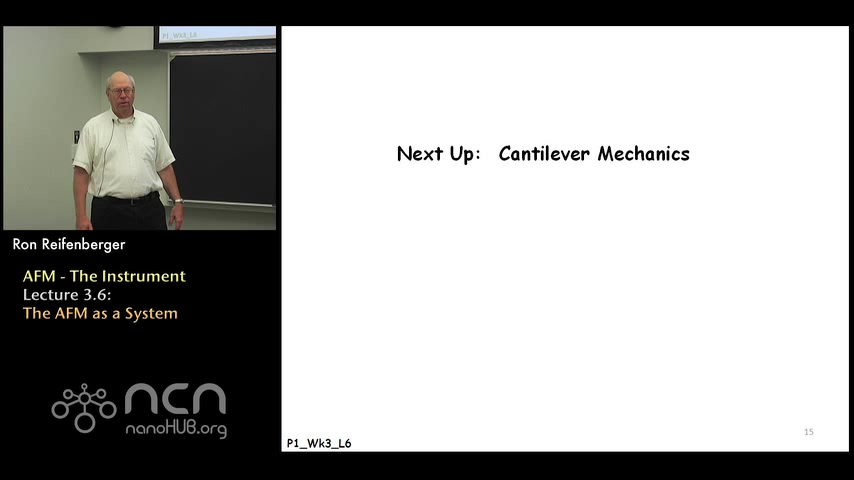 P1_Wk3_L6
Next Up: Cantilever Mechanics
Ron Reifenberger
AFM - The Instrument
Lecture 3.6:
The AFM as a System
ncn
nanoHUB.org
15
P1_Wk3_L6